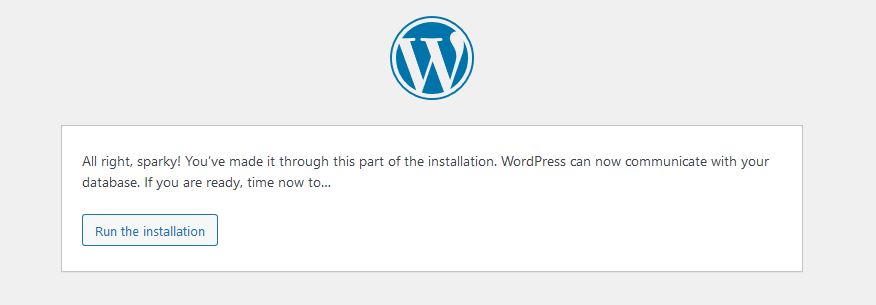 All right, sparky! You’ve made it through this part of the installation. WordPress can now communicate with your
database. If you are ready, time now to…
Run the installation